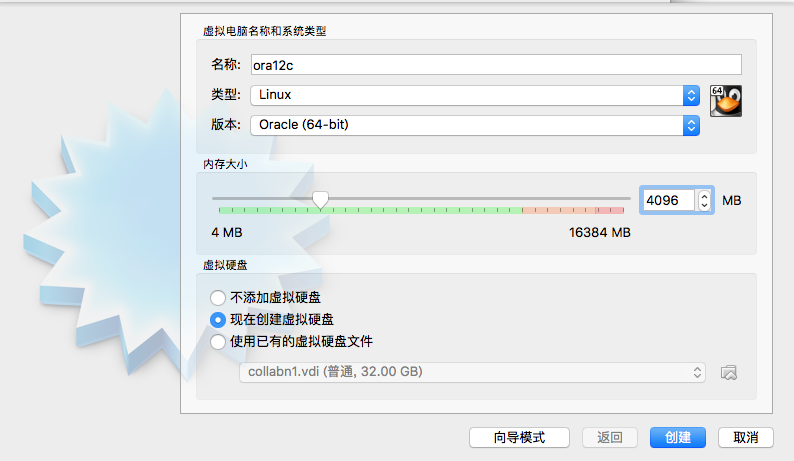 虚拟电脑名称和系统类型
名称: ora12c
类型: Linux
64
版本: Oracle (64-bit)
内存大小
4096 MB
4 MB 16384 MB
虚拟硬盘
不添加虚拟硬盘
现在创建虚拟硬盘
使用已有的虚拟硬盘文件
collabn1.vdi (普通, 32.00 GB)
向导模式 返回 创建 取消